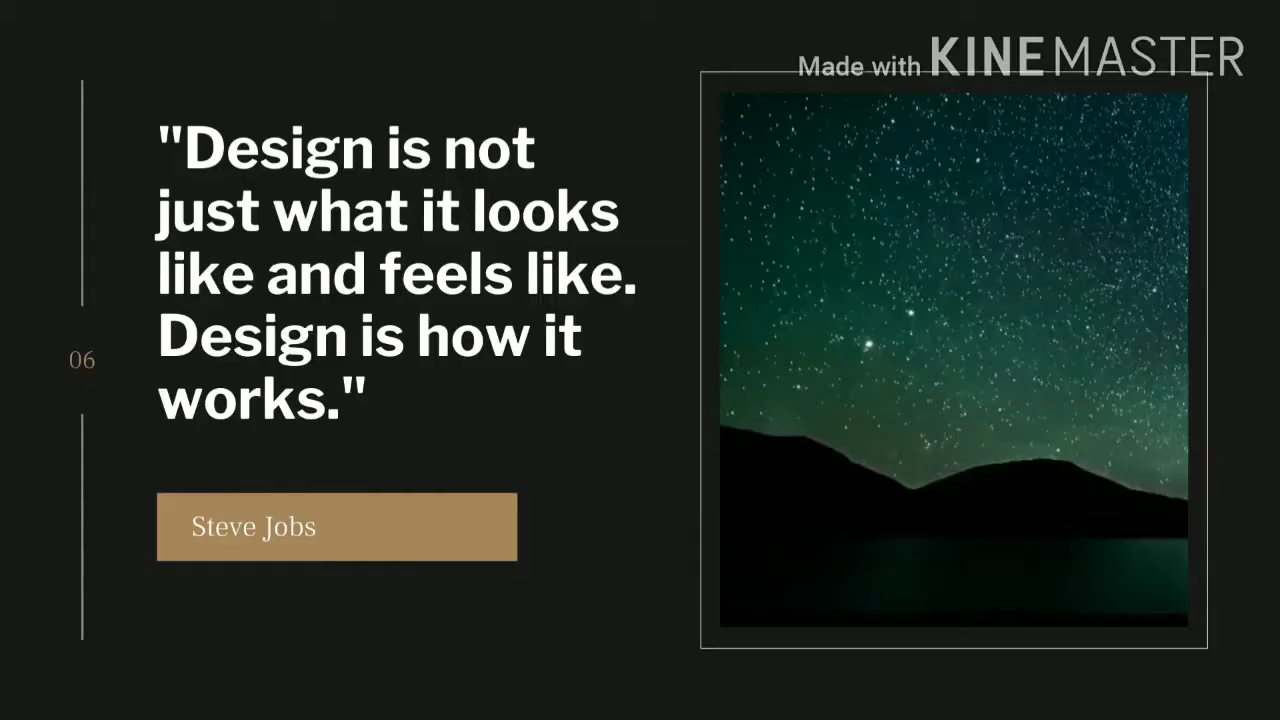 Made with KINEMASTER
"Design is not
just what it looks
like and feels like.
Design is how it
works."
06
Steve Jobs